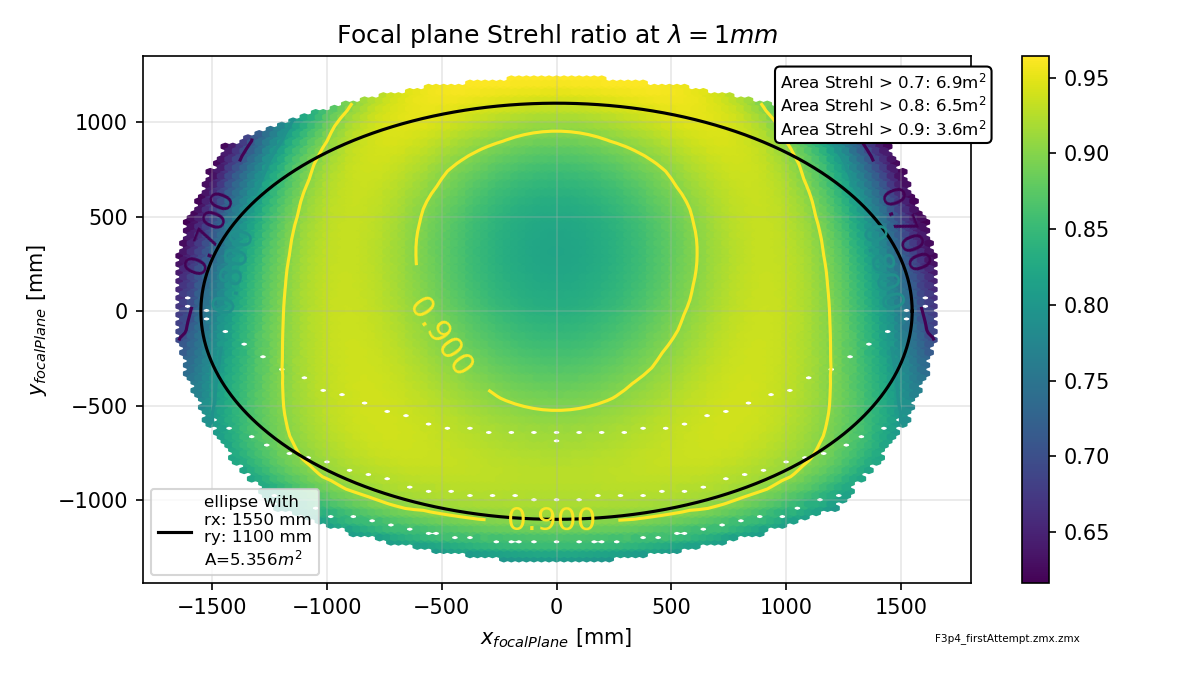 Focal plane Strehl ratio at λ = 1mm
Area Strehl > 0.7: 6.9m²
Area Strehl > 0.8: 6.5m²
Area Strehl > 0.9: 3.6m²
0.95
0.90
0.85
0.80
0.75
0.70
0.65
1000
500
0
−500
−1000
y_focalPlane [mm]
0.700
0.700
0.900
0.900
ellipse with
rx: 1550 mm
ry: 1100 mm
A=5.356m²
−1500 −1000 −500 0 500 1000 1500
x_focalPlane [mm]
F3p4_firstAttempt.zmx.zmx